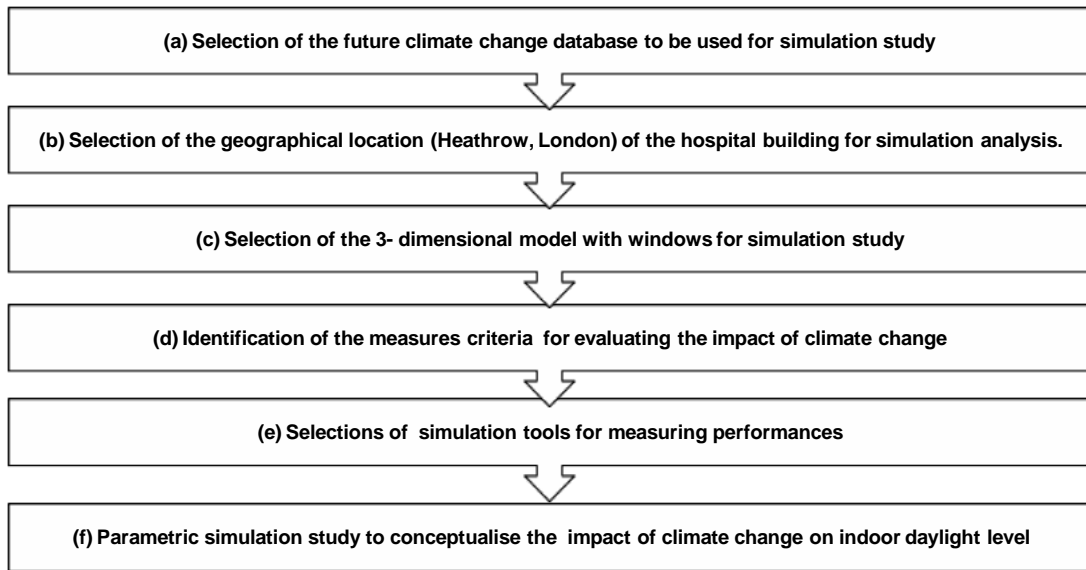 (a) Selection of the future climate change database to be used for simulation study
(b) Selection of the geographical location (Heathrow, London) of the hospital building for simulation analysis.
(c) Selection of the 3- dimensional model with windows for simulation study
(d) Identification of the measures criteria for evaluating the impact of climate change
(e) Selections of simulation tools for measuring performances
(f) Parametric simulation study to conceptualise the impact of climate change on indoor daylight level